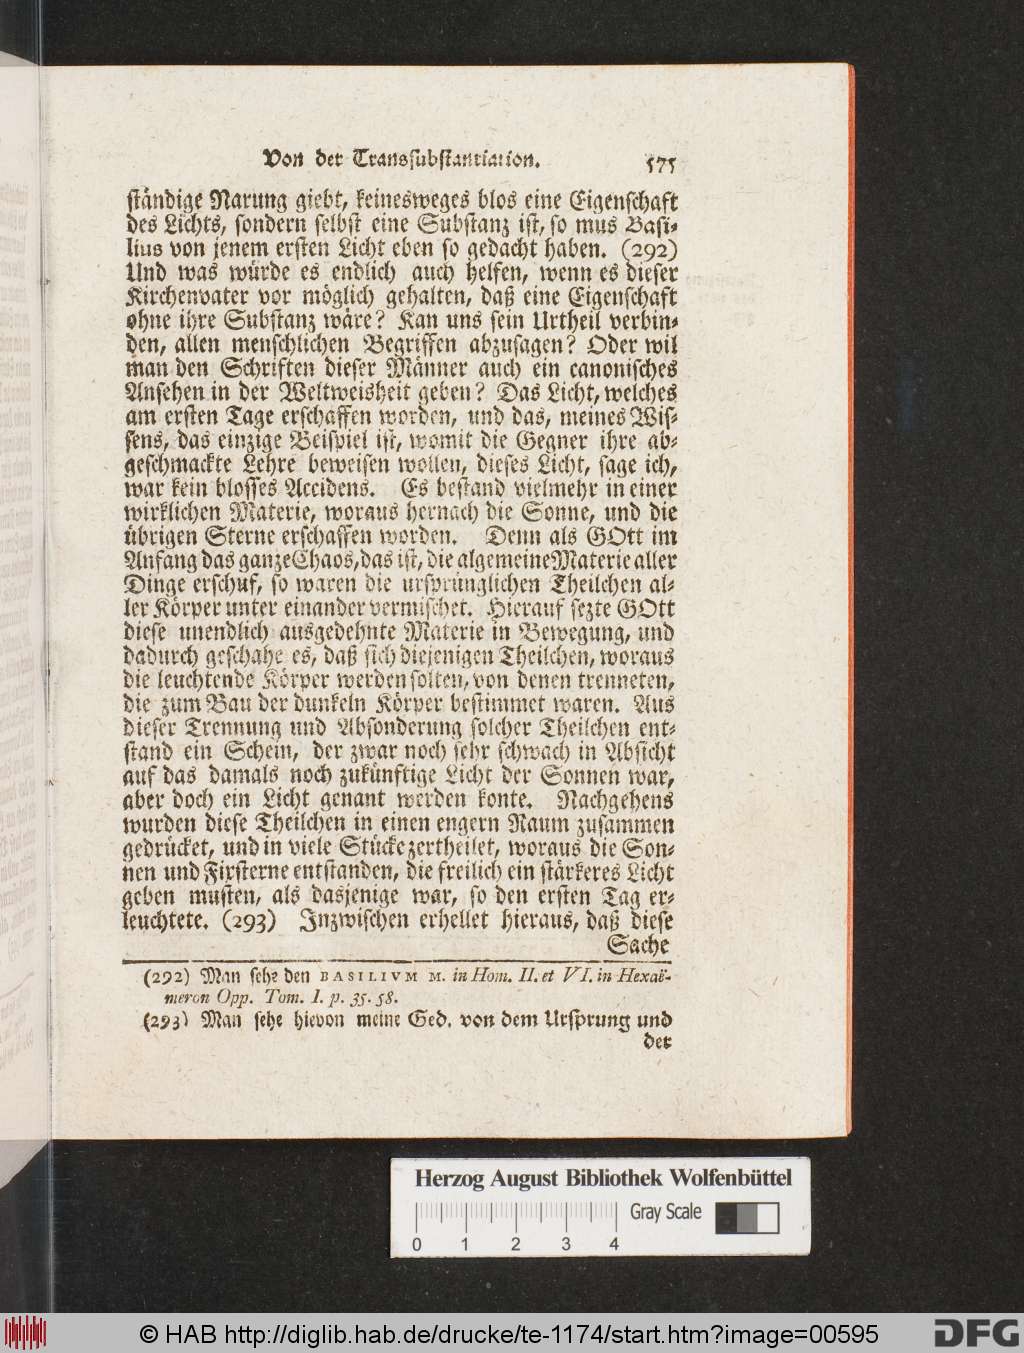 Von der Transsubstantiation. 575
ständige Narung giebt, keinesweges blos eine Eigenschaft
des Lichts, sondern selbst eine Substanz ist, so mus Basi-
lius von jenem ersten Licht eben so gedacht haben. (292)
Und was würde es endlich auch helfen, wenn es dieser
Kirchenvater vor möglich gehalten, daß eine Eigenschaft
ohne ihre Substanz wäre? Kan uns sein Urtheil verbin-
den, allen menschlichen Begriffen abzusagen? Oder wil
man den Schriften dieser Männer auch ein canonisches
Ansehen in der Weltweisheit geben? Das Licht, welches
am ersten Tage erschaffen worden, und das, meines Wis-
sens, das einzige Beispiel ist, womit die Gegner ihre ab-
geschmackte Lehre beweisen wollen, dieses Licht, sage ich,
war kein blosses Accidens. Es bestand vielmehr in einer
wirklichen Materie, woraus hernach die Sonne, und die
übrigen Sterne erschaffen worden. Denn als GOtt im
Anfang das ganze Chaos, das ist, die algemeine Materie aller
Dinge erschuf, so waren die ursprünglichen Theilchen al-
ler Körper unter einander vermischet. Hierauf sezte GOtt
diese unendlich ausgedehnte Materie in Bewegung, und
dadurch geschahe es, daß sich diejenigen Theilchen, woraus
die leuchtende Körper werden solten, von denen trenneten,
die zum Bau der dunkeln Körper bestimmet waren. Aus
dieser Trennung und Absonderung solcher Theilchen ent-
stand ein Schein, der zwar noch sehr schwach in Absicht
auf das damals noch zukünftige Licht der Sonnen war,
aber doch ein Licht genant werden konte. Nachgehens
wurden diese Theilchen in einen engern Raum zusammen
gedrücket, und in viele Stücke zertheilet, woraus die Son-
nen und Fixsterne entstanden, die freilich ein stärkeres Licht
geben musten, als dasjenige war, so den ersten Tag er-
leuchtete. (293) Inzwischen erhellet hieraus, daß diese
Sache
(292) Man sehe den BASILIVM M. in Hom. II. et VI. in Hexaë-
meron Opp. Tom. I. p. 35. 58.
(293) Man sehe hievon meine Ged. von dem Ursprung und
der
Herzog August Bibliothek Wolfenbüttel
Gray Scale
0 1 2 3 4
© HAB http://diglib.hab.de/drucke/te-1174/start.htm?image=00595
DFG